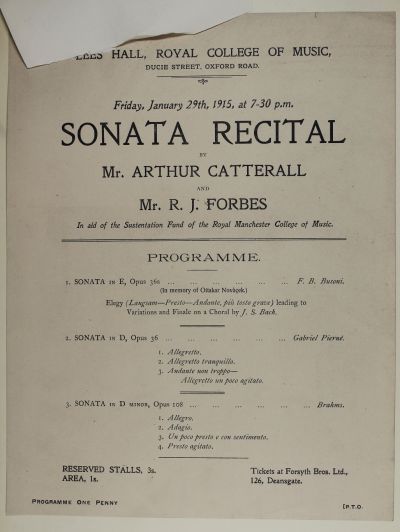 LEES HALL, ROYAL COLLEGE OF MUSIC,
DUCIE STREET, OXFORD ROAD.
Friday, January 29th, 1915, at 7-30 p.m.
SONATA RECITAL
BY
Mr. ARTHUR CATTERALL
AND
Mr. R. J. FORBES
In aid of the Sustentation Fund of the Royal Manchester College of Music.
PROGRAMME.
1. SONATA IN E, Opus 36a ... ... ... ... ... F. B. Busoni.
(In memory of Ottakar Nováçek.)
Elegy (Langsam—Presto—Andante, più tosto grave) leading to
Variations and Finale on a Choral by J. S. Bach.
2. SONATA IN D, Opus 36 ... ... ... ... ... Gabriel Pierné.
1. Allegretto.
2. Allegretto tranquillo.
3. Andante non troppo—
Allegretto un poco agitato.
3. SONATA IN D MINOR, Opus 108 ... ... ... ... ... Brahms.
1. Allegro.
2. Adagio.
3. Un poco presto e con sentimento.
4. Presto agitato.
RESERVED STALLS, 3s.
AREA, 1s.
Tickets at Forsyth Bros. Ltd.,
126, Deansgate.
PROGRAMME ONE PENNY
[P.T.O.